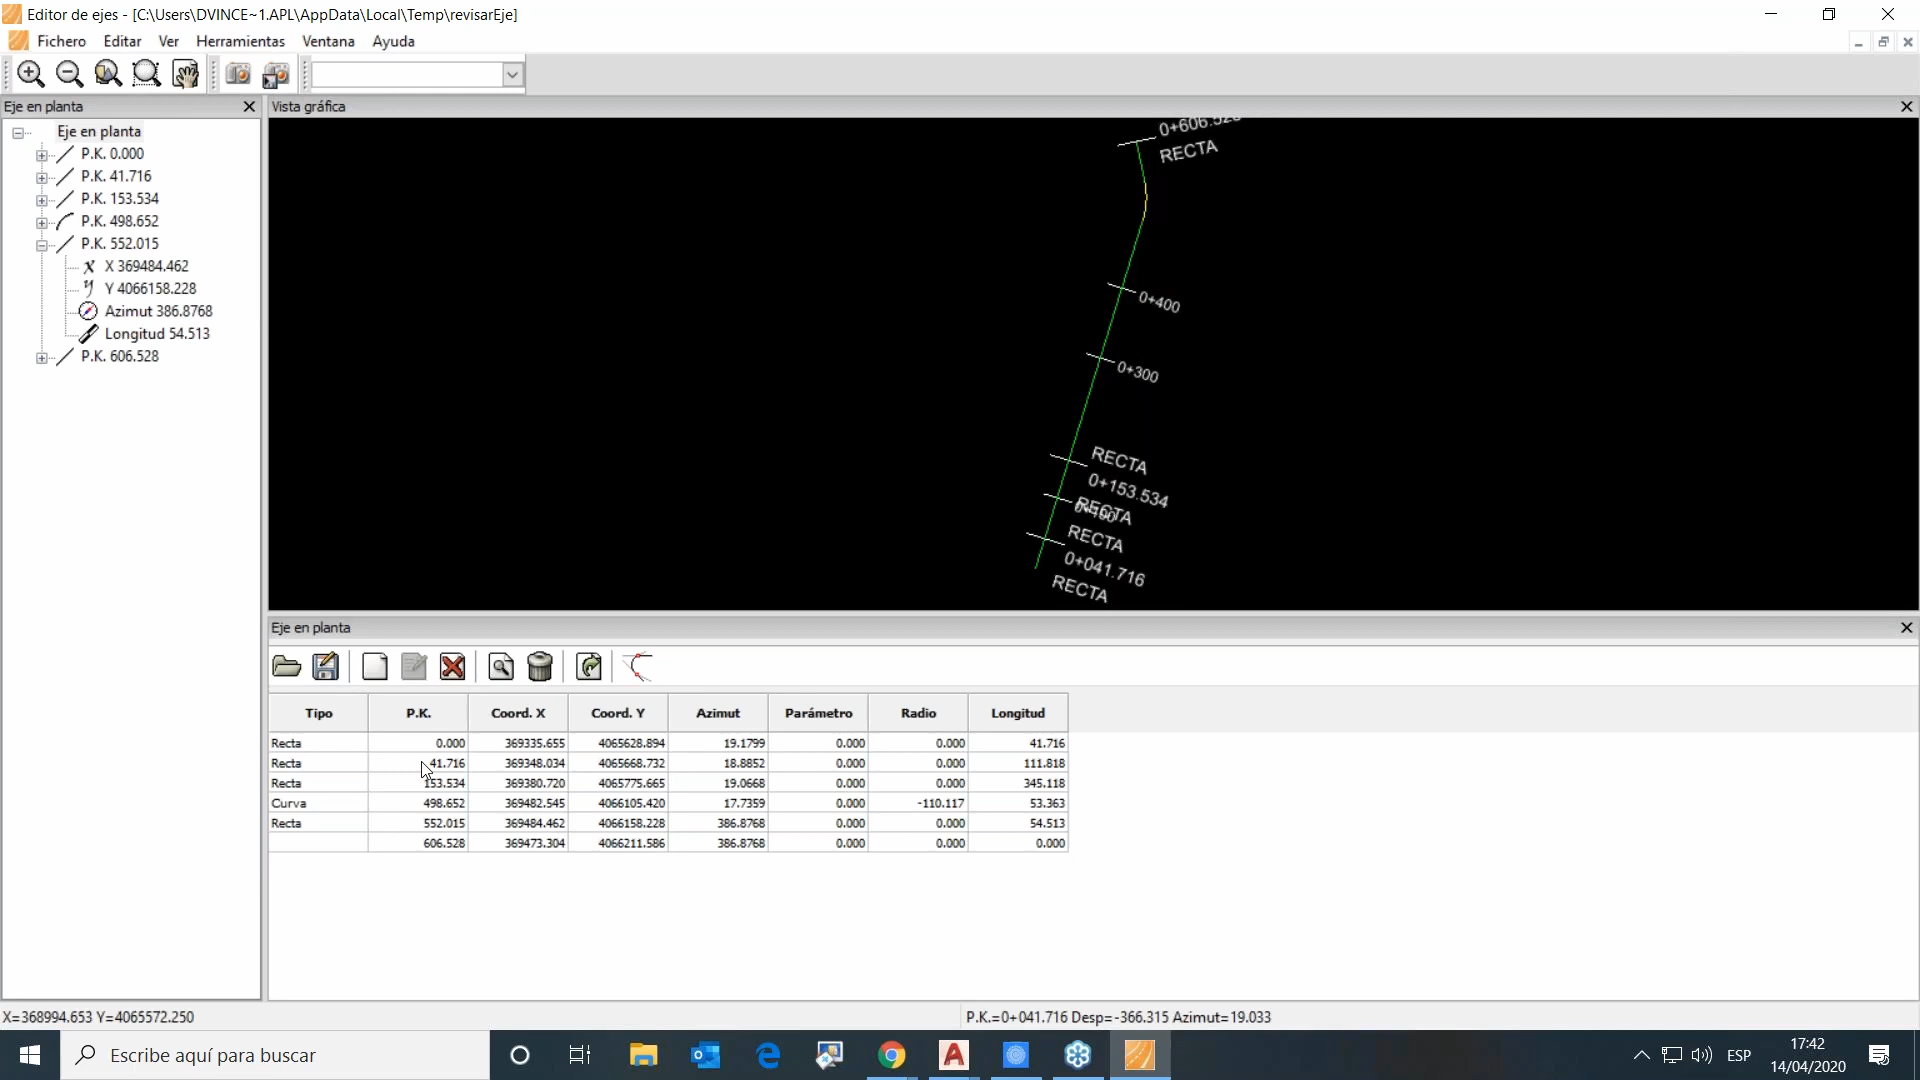 Editor de ejes - [C:\Users\DVINCE~1.APL\AppData\Local\Temp\revisarEje]
Fichero Editar Ver Herramientas Ventana Ayuda
Eje en planta
Vista gráfica
Eje en planta
P.K. 0.000
P.K. 41.716
P.K. 153.534
P.K. 498.652
P.K. 552.015
X 369484.462
Y 4066158.228
Azimut 386.8768
Longitud 54.513
P.K. 606.528
0+606.528
RECTA
0+400
0+300
RECTA
0+153.534
RECTA
0+100
RECTA
0+041.716
RECTA
Eje en planta
Tipo P.K. Coord. X Coord. Y Azimut Parámetro Radio Longitud
Recta 0.000 369335.655 4065628.894 19.1799 0.000 0.000 41.716
Recta 41.716 369348.034 4065668.732 18.8852 0.000 0.000 111.818
Recta 153.534 369380.720 4065775.665 19.0668 0.000 0.000 345.118
Curva 498.652 369482.545 4066105.420 17.7359 0.000 -110.117 53.363
Recta 552.015 369484.462 4066158.228 386.8768 0.000 0.000 54.513
606.528 369473.304 4066211.586 386.8768 0.000 0.000 0.000
X=368994.653 Y=4065572.250
P.K.=0+041.716 Desp=-366.315 Azimut=19.033
Escribe aquí para buscar
ESP
17:42
14/04/2020